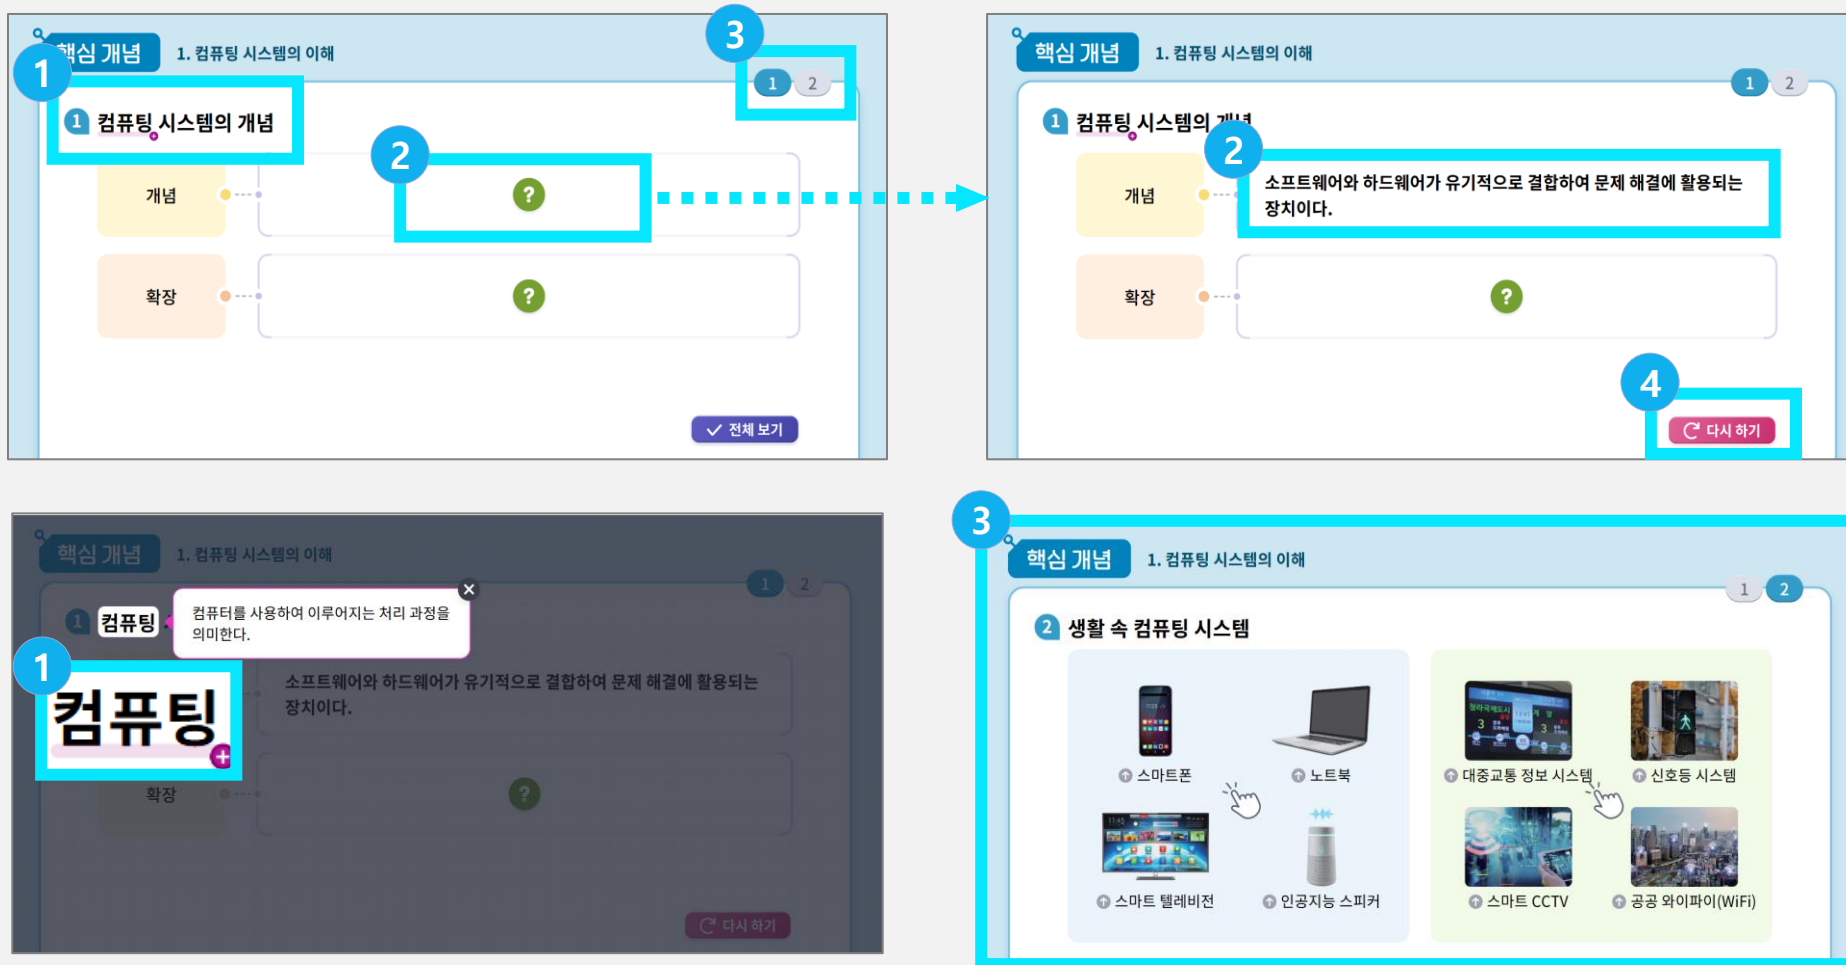 핵심 개념
1. 컴퓨팅 시스템의 이해
3
1
1 2
1 컴퓨팅 시스템의 개념
2
개념
?
확장
?
전체 보기
핵심 개념
1. 컴퓨팅 시스템의 이해
1 2
1 컴퓨팅 시스템의 개념
2
개념
소프트웨어와 하드웨어가 유기적으로 결합하여 문제 해결에 활용되는
장치이다.
확장
?
4
다시 하기
핵심 개념
1. 컴퓨팅 시스템의 이해
1 2
1 컴퓨팅
컴퓨터를 사용하여 이루어지는 처리 과정을
의미한다.
1
컴퓨팅
소프트웨어와 하드웨어가 유기적으로 결합하여 문제 해결에 활용되는
장치이다.
확장
?
다시 하기
3
핵심 개념
1. 컴퓨팅 시스템의 이해
1 2
2 생활 속 컴퓨팅 시스템
스마트폰
노트북
대중교통 정보 시스템
신호등 시스템
11:45
스마트 텔레비전
인공지능 스피커
스마트 CCTV
공공 와이파이(WiFi)